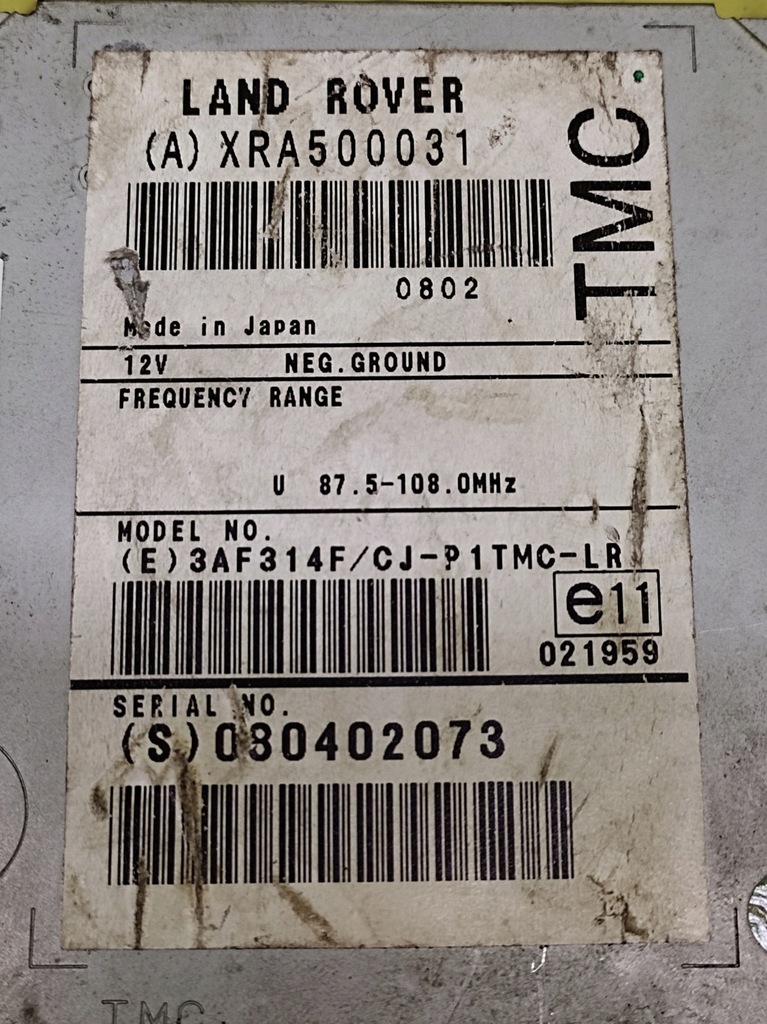 LAND ROVER
(A) XRA500031
TMC
0802
Made in Japan
12V NEG.GROUND
FREQUENCY RANGE
U 87.5-108.0MHz
MODEL NO.
(E)3AF314F/CJ-P1TMC-LR
e11
021959
SERIAL NO.
(S)080402073
TMC.